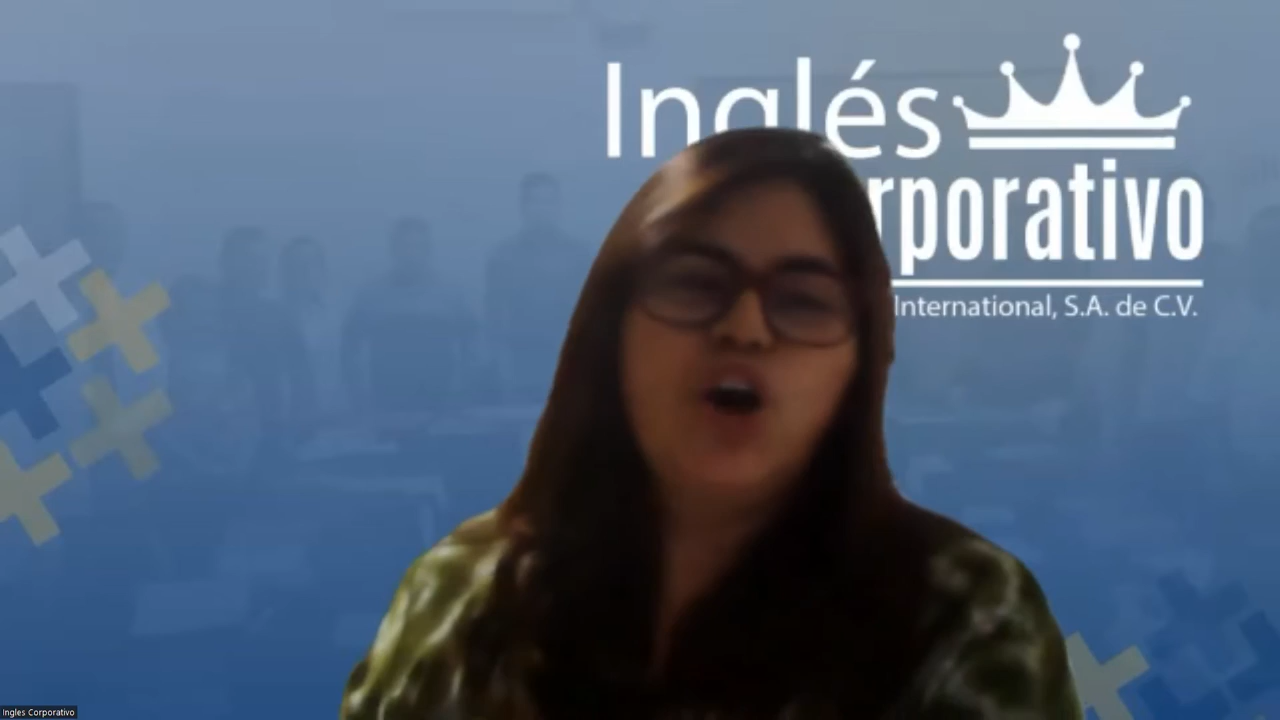 Inglés
rporativo
International, S.A. de C.V.
Ingles Corporativo